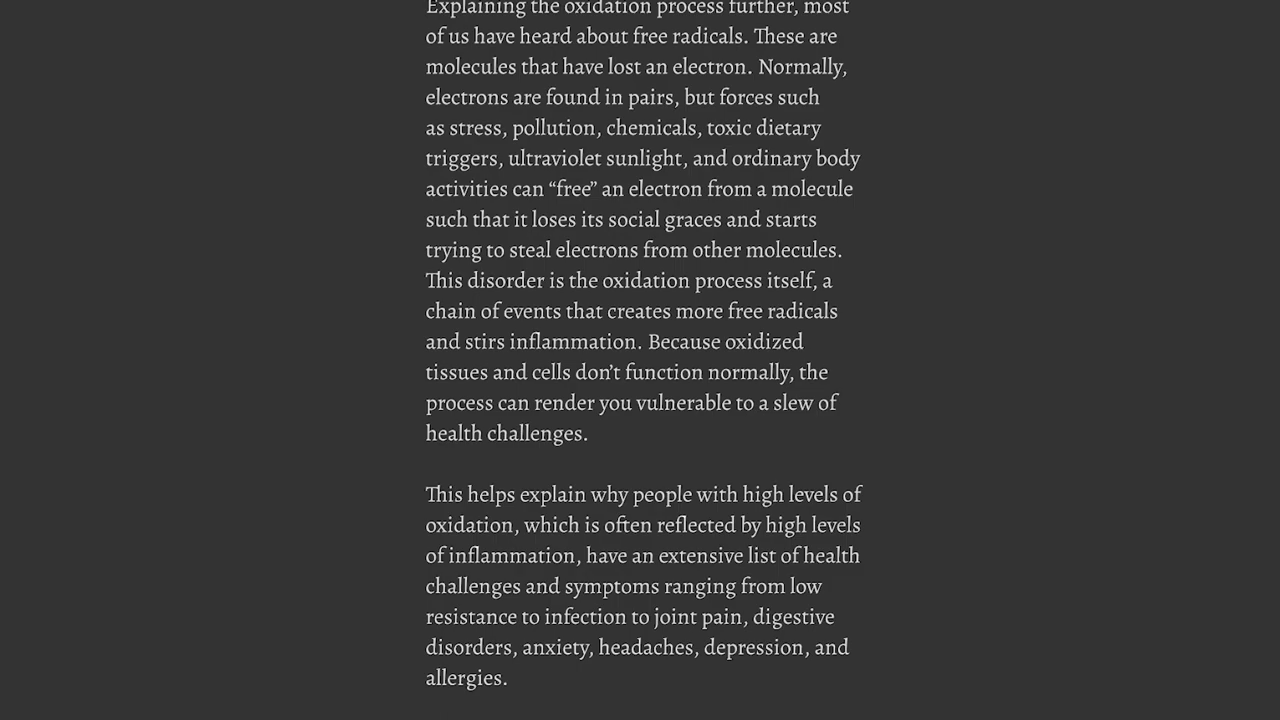 Explaining the oxidation process further, most
of us have heard about free radicals. These are
molecules that have lost an electron. Normally,
electrons are found in pairs, but forces such
as stress, pollution, chemicals, toxic dietary
triggers, ultraviolet sunlight, and ordinary body
activities can “free” an electron from a molecule
such that it loses its social graces and starts
trying to steal electrons from other molecules.
This disorder is the oxidation process itself, a
chain of events that creates more free radicals
and stirs inflammation. Because oxidized
tissues and cells don’t function normally, the
process can render you vulnerable to a slew of
health challenges.
This helps explain why people with high levels of
oxidation, which is often reflected by high levels
of inflammation, have an extensive list of health
challenges and symptoms ranging from low
resistance to infection to joint pain, digestive
disorders, anxiety, headaches, depression, and
allergies.